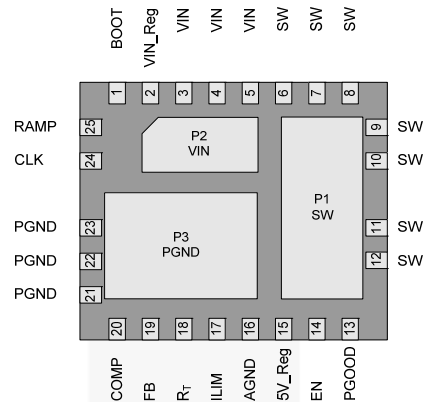 BOOT
VIN_Reg
VIN
VIN
VIN
SW
SW
SW
1
2
3
4
5
6
7
8
RAMP
25
P2
VIN
9
SW
CLK
24
10
SW
P1
SW
PGND
23
P3
PGND
11
SW
PGND
22
12
SW
PGND
21
20
19
18
17
16
15
14
13
COMP
FB
RT
ILIM
AGND
5V_Reg
EN
PGOOD